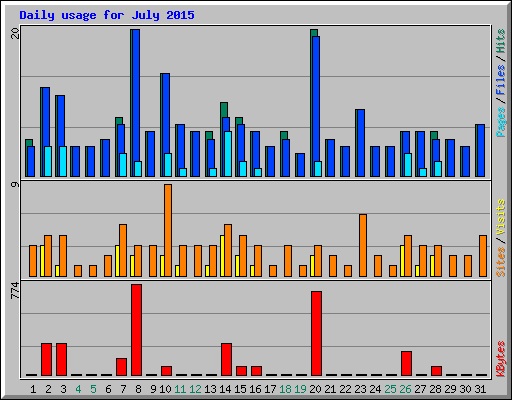 Daily usage for July 2015
20
Pages / Files / Hits
9
Sites / Visits
774
KBytes
1 2 3 4 5 6 7 8 9 10 11 12 13 14 15 16 17 18 19 20 21 22 23 24 25 26 27 28 29 30 31